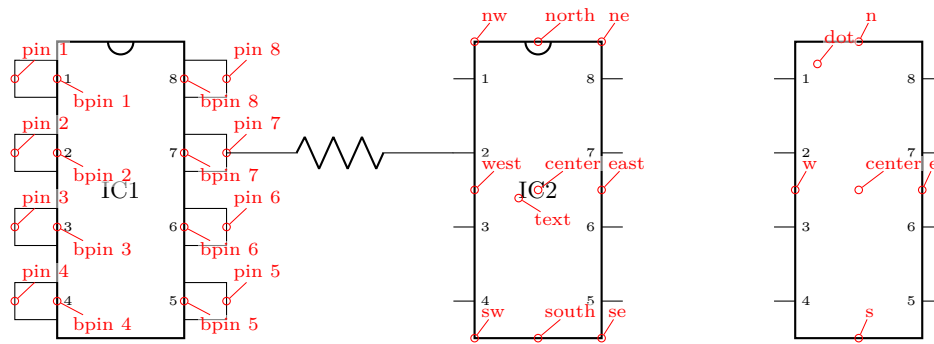 nw north ne n
pin 1 pin 8 dot
1 8 1 8 1 8
bpin 1 bpin 8
pin 2 pin 7
2 7 2 7 2 7
bpin 2 bpin 7 west center east w center
IC1 IC2
pin 3 pin 6 text
3 6 3 6 3 6
bpin 3 bpin 6
pin 4 pin 5
4 5 4 5 4 5
bpin 4 bpin 5 sw south se s